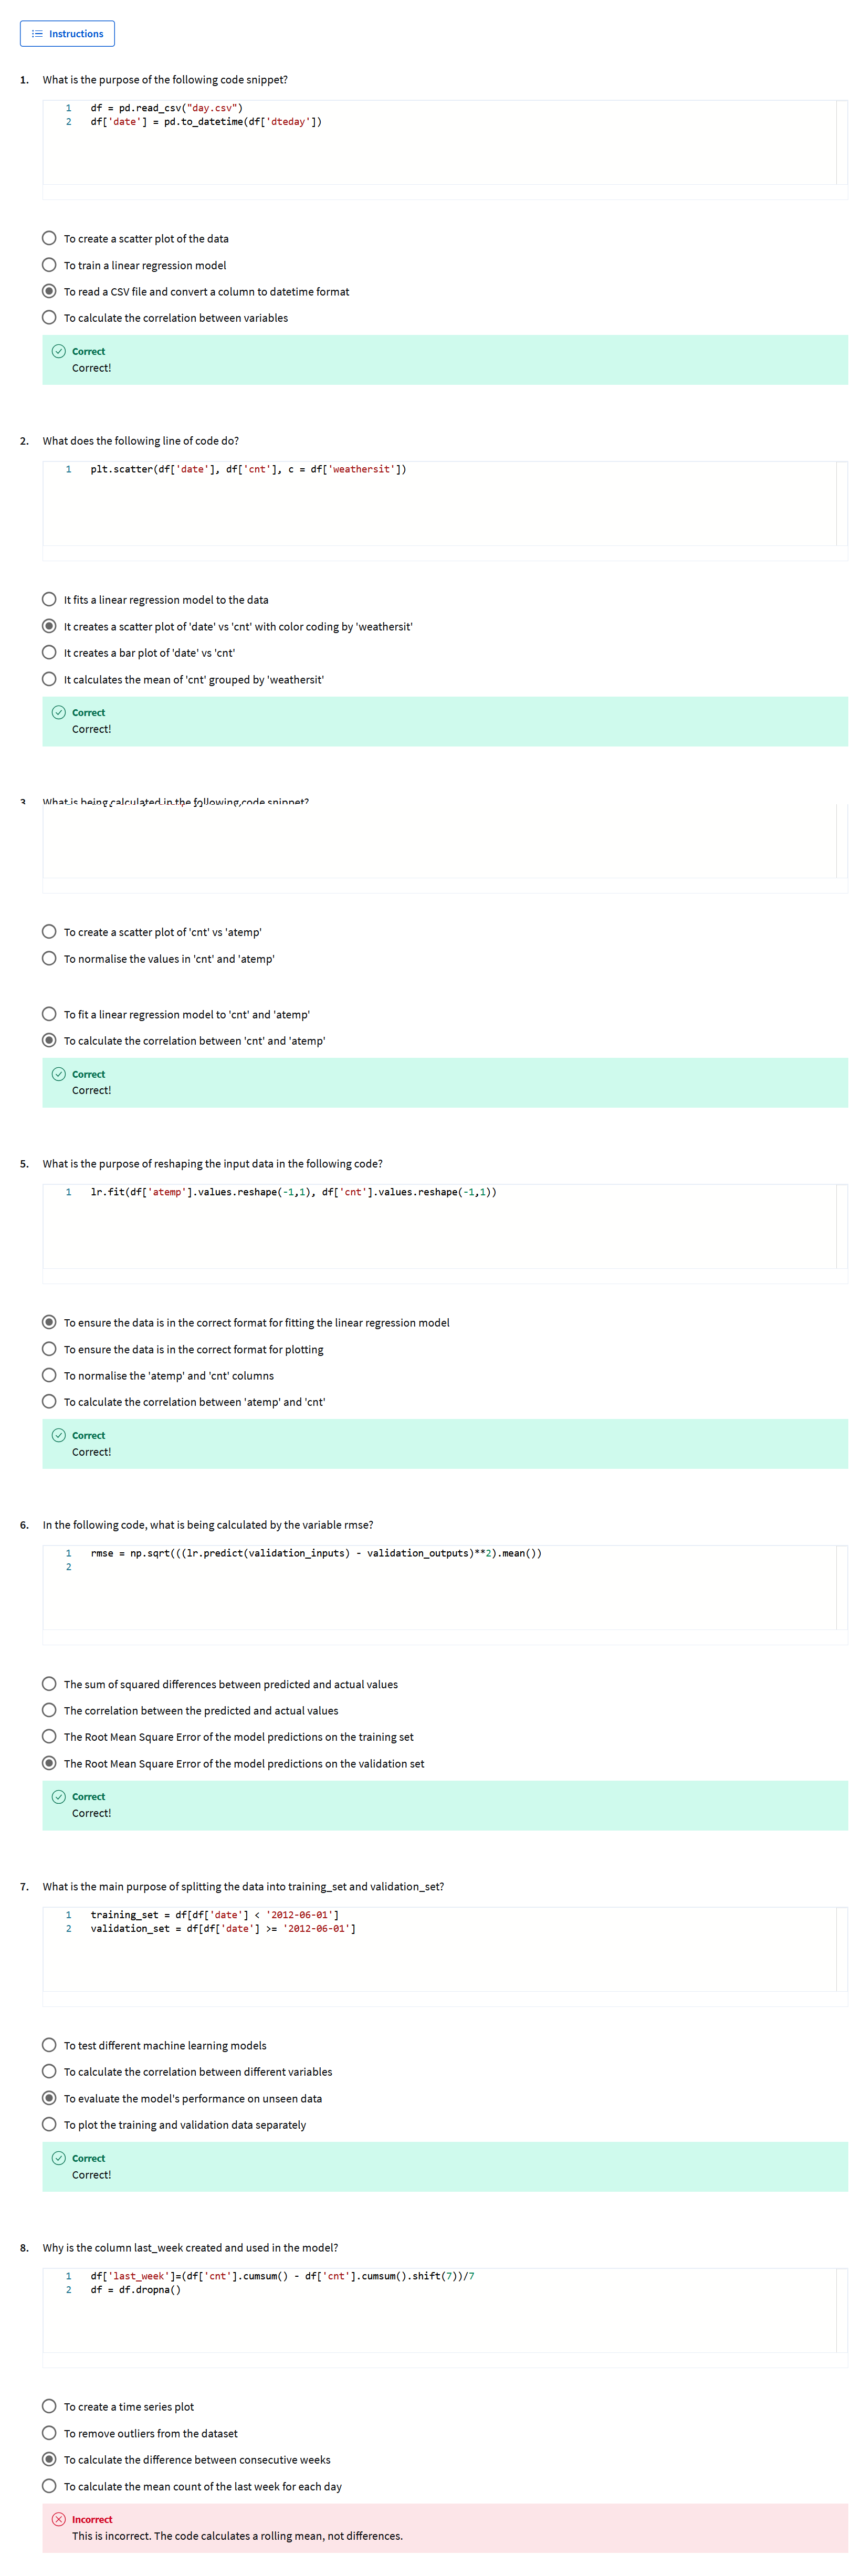 Instructions
1. What is the purpose of the following code snippet?
1 df = pd.read_csv("day.csv")
2 df['date'] = pd.to_datetime(df['dteday'])
To create a scatter plot of the data
To train a linear regression model
To read a CSV file and convert a column to datetime format
To calculate the correlation between variables
Correct
Correct!
2. What does the following line of code do?
1 plt.scatter(df['date'], df['cnt'], c = df['weathersit'])
It fits a linear regression model to the data
It creates a scatter plot of 'date' vs 'cnt' with color coding by 'weathersit'
It creates a bar plot of 'date' vs 'cnt'
It calculates the mean of 'cnt' grouped by 'weathersit'
Correct
Correct!
3. What is being calculated in the following code snippet?
To create a scatter plot of 'cnt' vs 'atemp'
To normalise the values in 'cnt' and 'atemp'
To fit a linear regression model to 'cnt' and 'atemp'
To calculate the correlation between 'cnt' and 'atemp'
Correct
Correct!
5. What is the purpose of reshaping the input data in the following code?
1 lr.fit(df['atemp'].values.reshape(-1,1), df['cnt'].values.reshape(-1,1))
To ensure the data is in the correct format for fitting the linear regression model
To ensure the data is in the correct format for plotting
To normalise the 'atemp' and 'cnt' columns
To calculate the correlation between 'atemp' and 'cnt'
Correct
Correct!
6. In the following code, what is being calculated by the variable rmse?
1 rmse = np.sqrt(((lr.predict(validation_inputs) - validation_outputs)**2).mean())
2
The sum of squared differences between predicted and actual values
The correlation between the predicted and actual values
The Root Mean Square Error of the model predictions on the training set
The Root Mean Square Error of the model predictions on the validation set
Correct
Correct!
7. What is the main purpose of splitting the data into training_set and validation_set?
1 training_set = df[df['date'] < '2012-06-01']
2 validation_set = df[df['date'] >= '2012-06-01']
To test different machine learning models
To calculate the correlation between different variables
To evaluate the model's performance on unseen data
To plot the training and validation data separately
Correct
Correct!
8. Why is the column last_week created and used in the model?
1 df['last_week']=(df['cnt'].cumsum() - df['cnt'].cumsum().shift(7))/7
2 df = df.dropna()
To create a time series plot
To remove outliers from the dataset
To calculate the difference between consecutive weeks
To calculate the mean count of the last week for each day
Incorrect
This is incorrect. The code calculates a rolling mean, not differences.